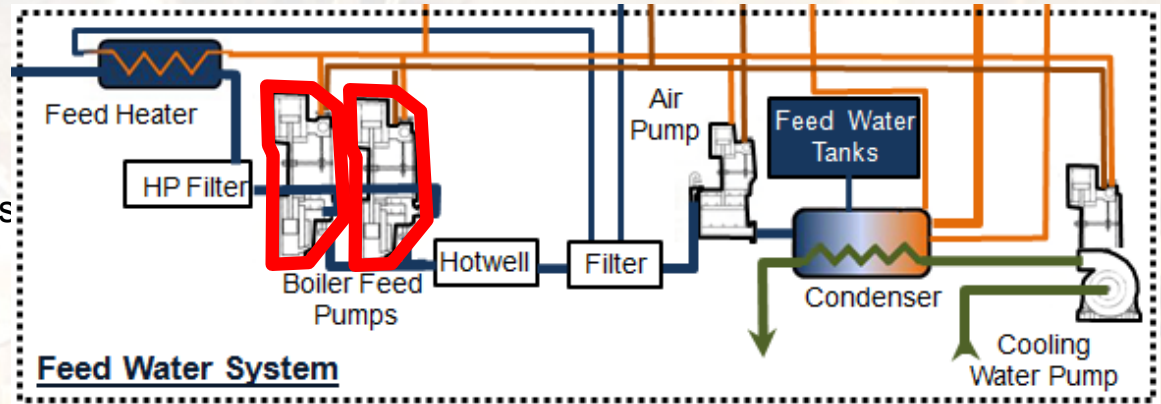 Feed Heater
Air
Pump
Feed Water
Tanks
HP Filter
s
Hotwell
Filter
Boiler Feed
Pumps
Condenser
Cooling
Water Pump
Feed Water System